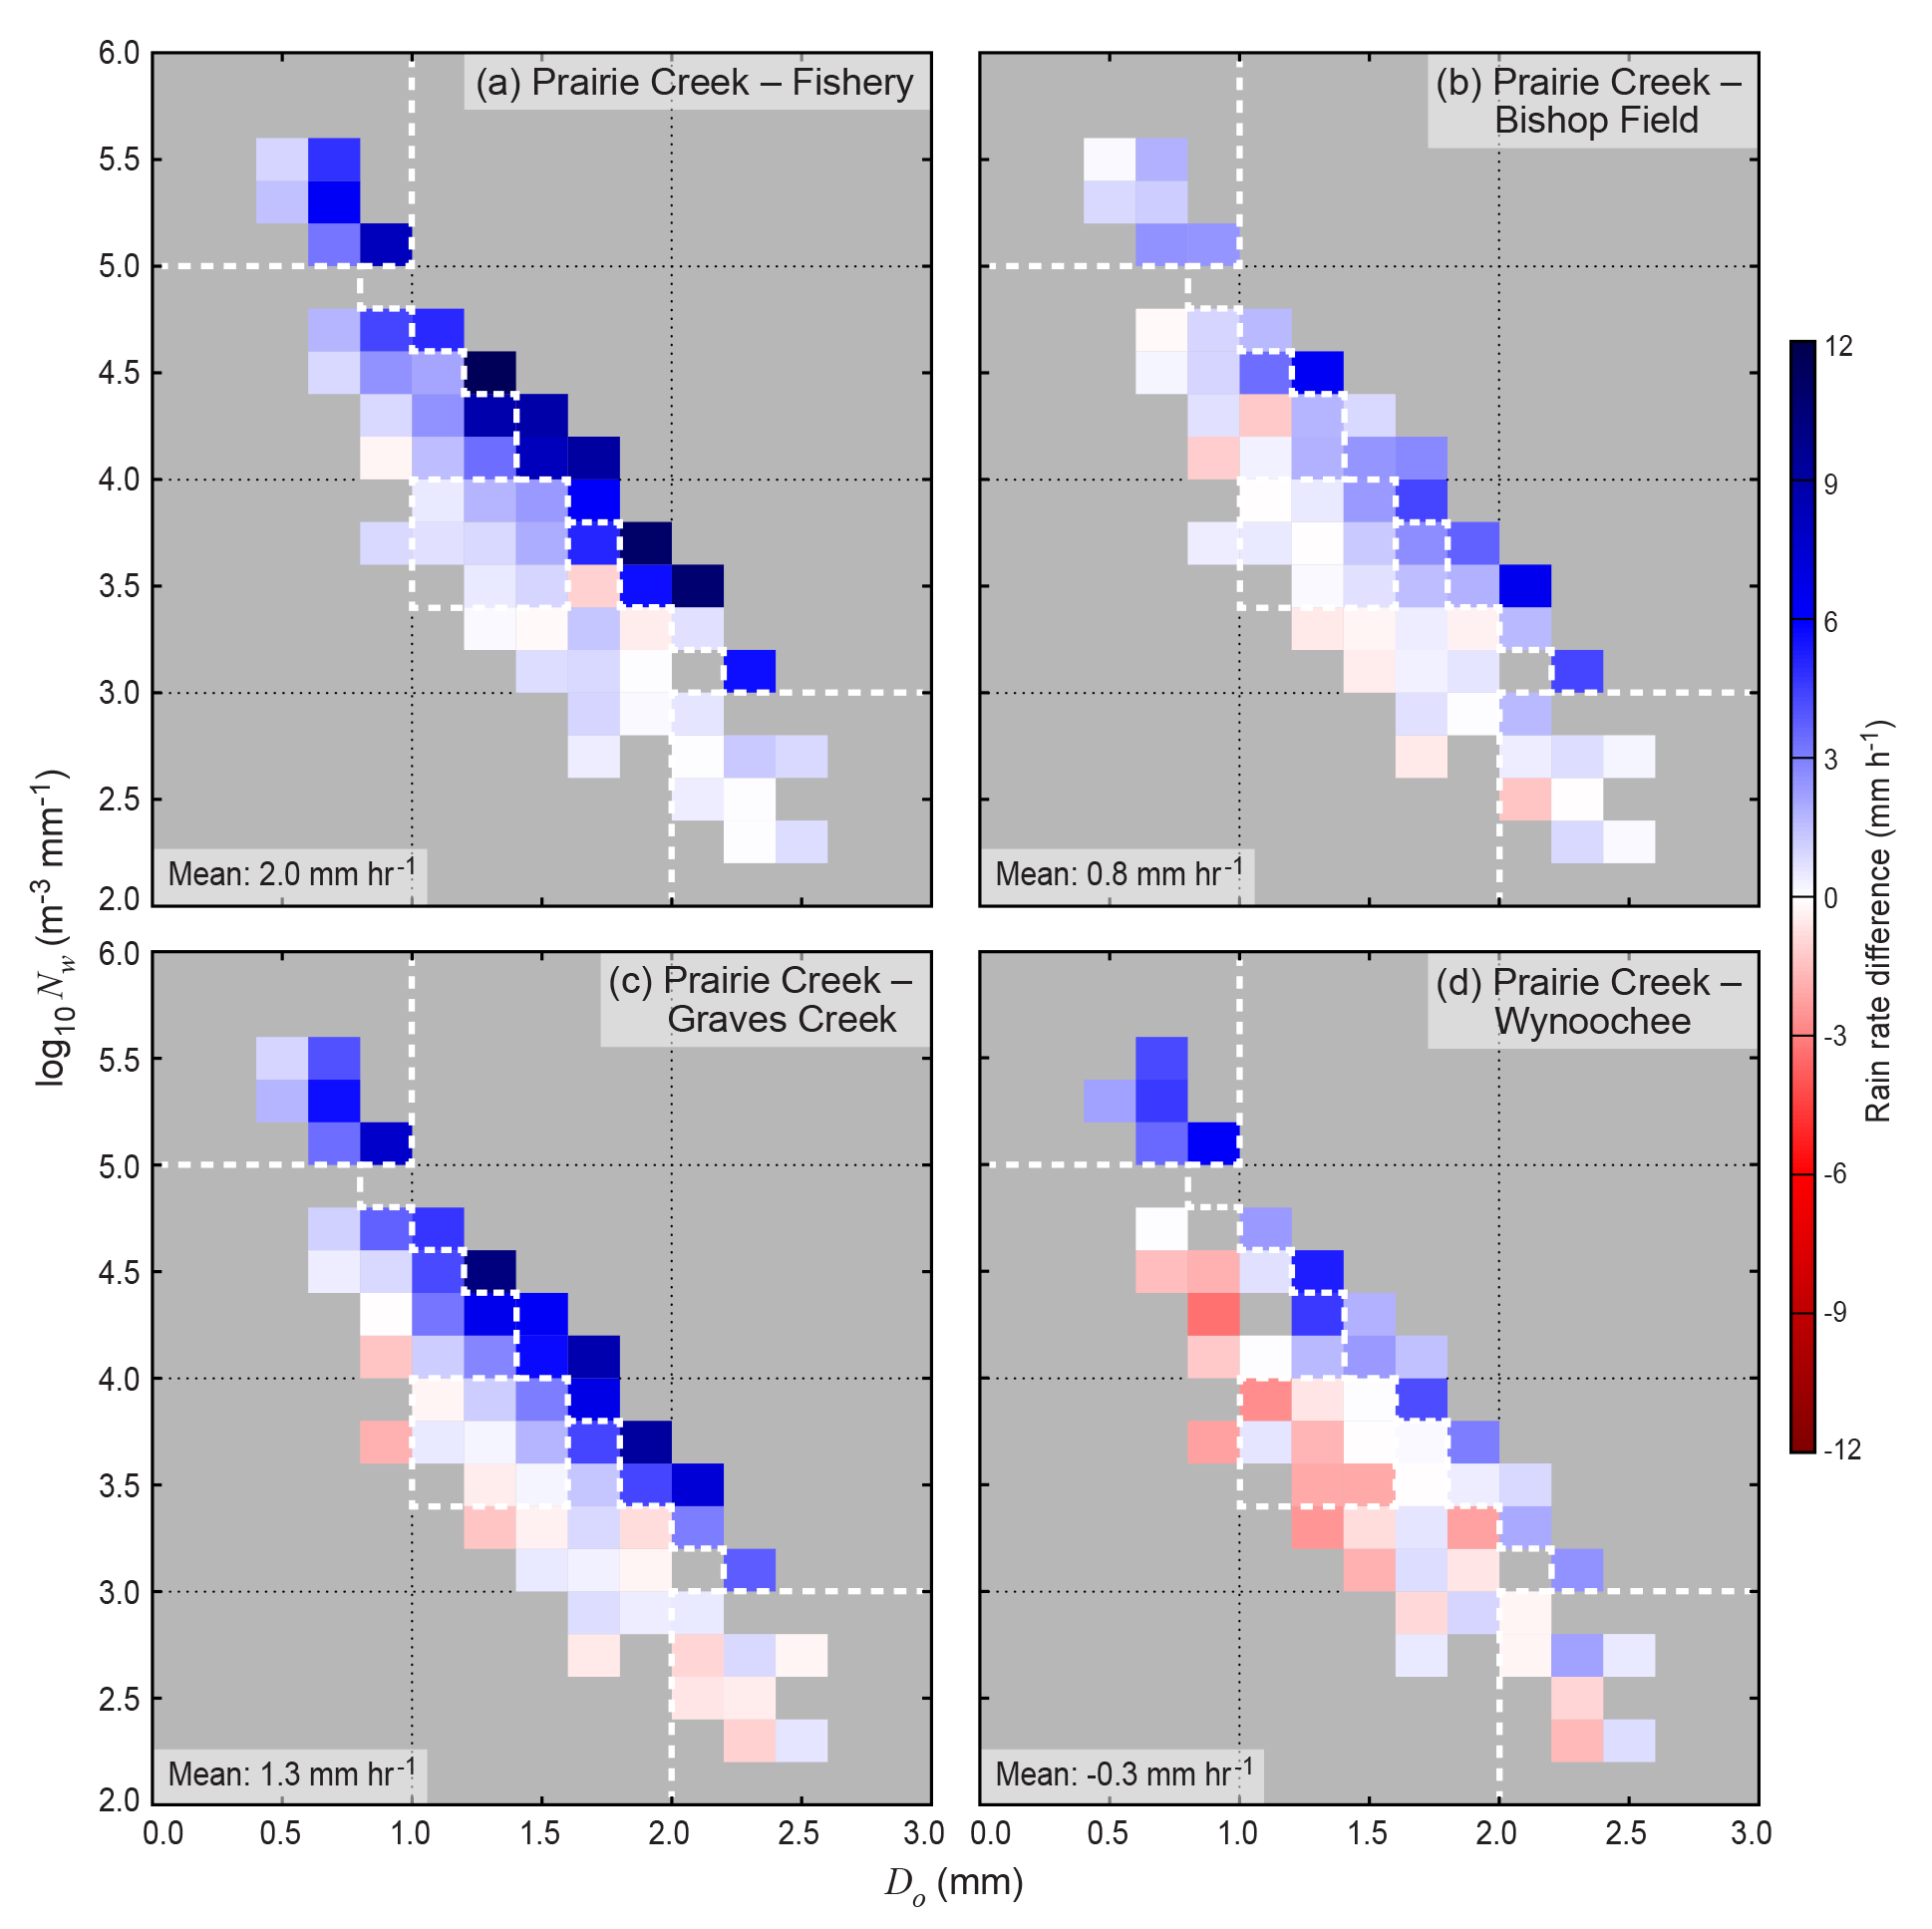 (a) Prairie Creek – Fishery
(b) Prairie Creek –
Bishop Field
6.0
5.5
5.0
4.5
4.0
3.5
3.0
2.5
2.0
Mean: 2.0 mm hr-1
Mean: 0.8 mm hr-1
(c) Prairie Creek –
Graves Creek
(d) Prairie Creek –
Wynoochee
6.0
5.5
5.0
4.5
4.0
3.5
3.0
2.5
2.0
Mean: 1.3 mm hr-1
Mean: -0.3 mm hr-1
0.0 0.5 1.0 1.5 2.0 2.5 3.0
0.0 0.5 1.0 1.5 2.0 2.5 3.0
Do (mm)
log10 Nw (m-3 mm-1)
12
9
6
3
0
-3
-6
-9
-12
Rain rate difference (mm h-1)